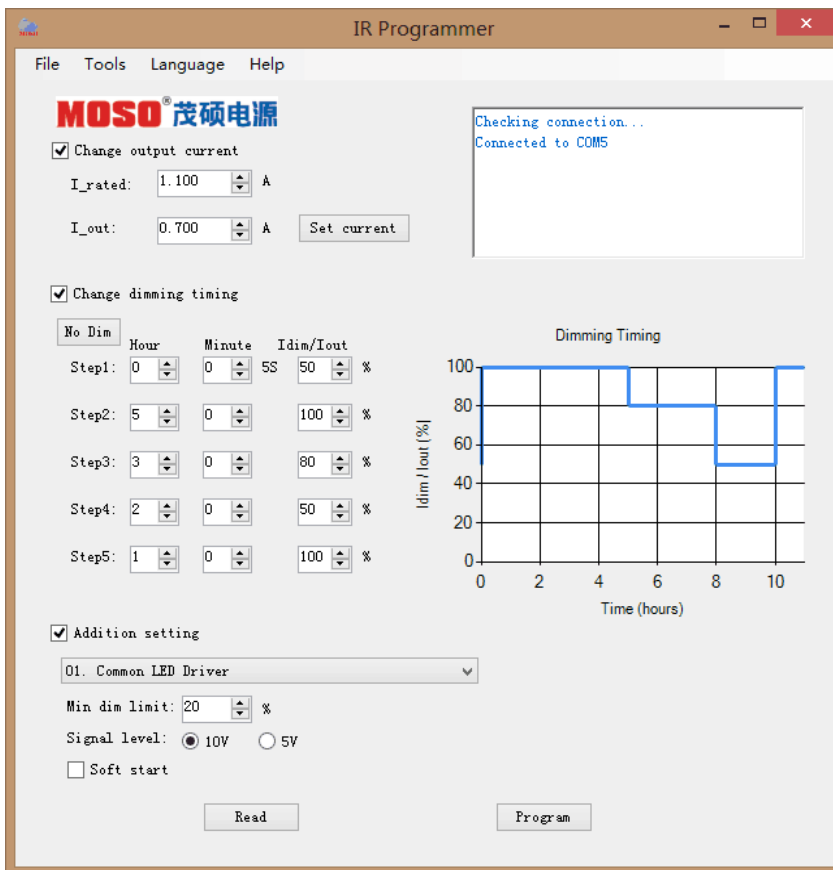 IR Programmer
File Tools Language Help
MOSO®茂硕电源
Checking connection...
Connected to COM5
Change output current
I_rated: 1.100 A
I_out: 0.700 A Set current
Change dimming timing
No Dim
Hour Minute Idim/Iout
Step1: 0 0 5S 50 %
Step2: 5 0 100 %
Step3: 3 0 80 %
Step4: 2 0 50 %
Step5: 1 0 100 %
Dimming Timing
Idim / Iout (%)
100
80
60
40
20
0
0 2 4 6 8 10
Time (hours)
Addition setting
01. Common LED Driver
Min dim limit: 20 %
Signal level: 10V 5V
Soft start
Read Program